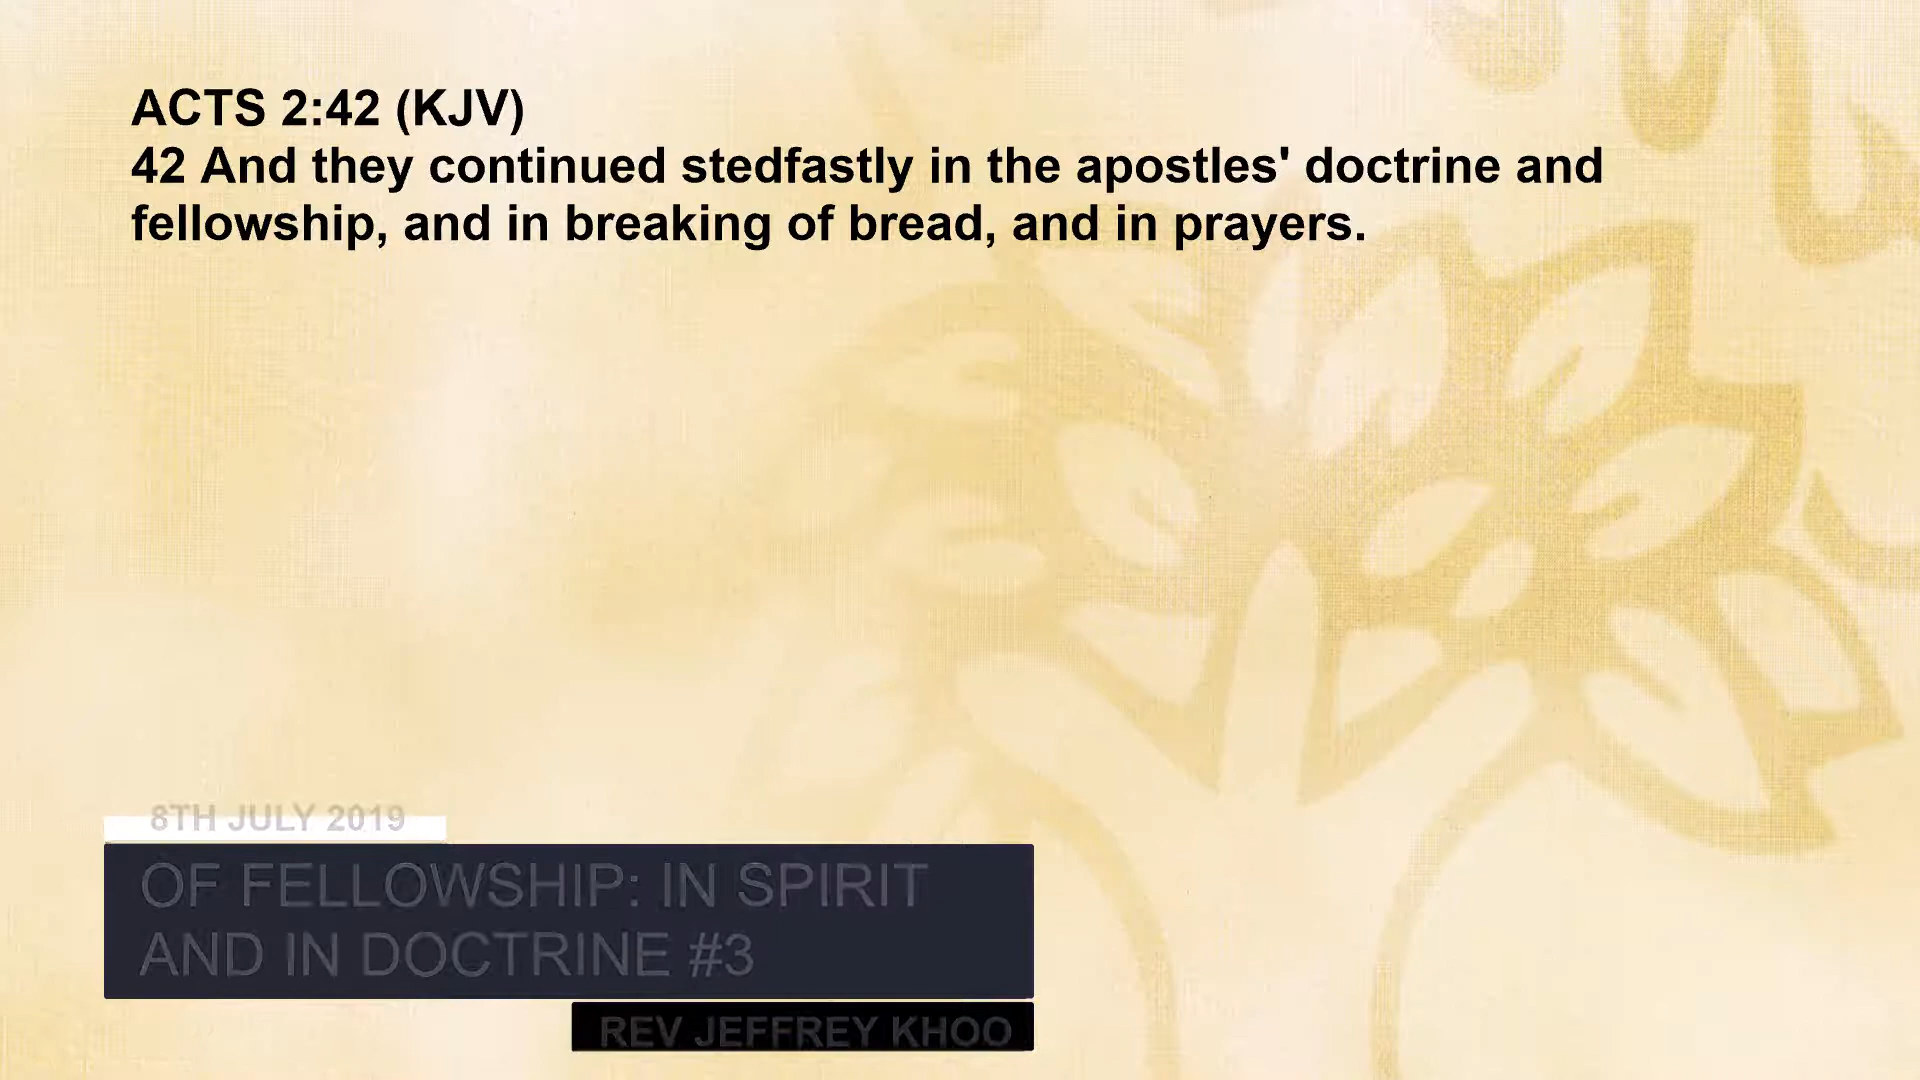 ACTS 2:42 (KJV)
42 And they continued stedfastly in the apostles' doctrine and
fellowship, and in breaking of bread, and in prayers.
8TH JULY 2019
OF FELLOWSHIP: IN SPIRIT
AND IN DOCTRINE #3
REV JEFFREY KHOO